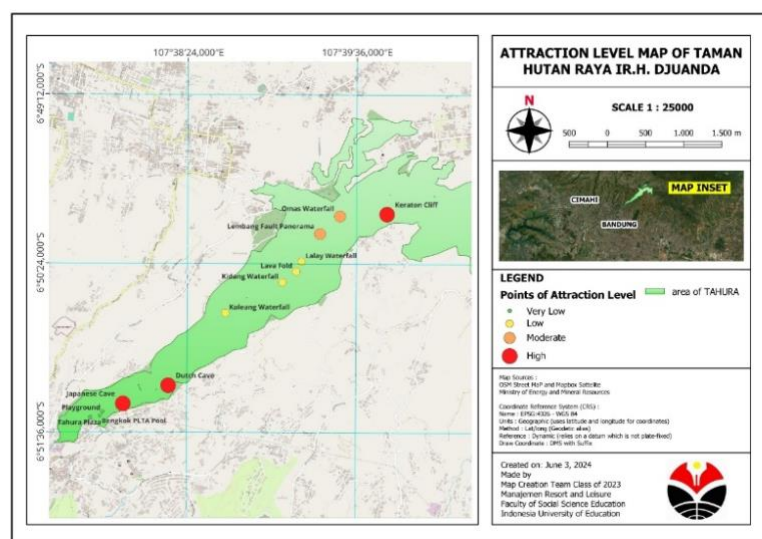 107°38'24,000"E
107°39'36,000"E
6°49'12,000"S
6°50'24,000"S
6°51'36,000"S
Omas Waterfall
Keraton Cliff
Lembang Fault Panorama
Lalay Waterfall
Lava Fold
Kidang Waterfall
Koleang Waterfall
Dutch Cave
Japanese Cave
Playground
Tahura Plaza
Bengkok PLTA Pool
ATTRACTION LEVEL MAP OF TAMAN
HUTAN RAYA IR.H. DJUANDA
N
SCALE 1 : 25000
500 0 500 1.000 1.500 m
CIMAHI
BANDUNG
MAP INSET
LEGEND
Points of Attraction Level
area of TAHURA
Very Low
Low
Moderate
High
Map Sources :
OSM Street MaP and Mapbox Satellite
Ministry of Energy and Mineral Resources
Coordinate Reference System (CRS) :
Name : EPSG:4326 - WGS 84
Units : Geographic (uses latitude and longitude for coordinates)
Method : Lat/long (Geodetic alias)
Reference : Dynamic (relies on a datum which is not plate-fixed)
Draw Coordinate : DMS with Suffix
Created on: June 3, 2024
Made by
Map Creation Team Class of 2023
Manajemen Resort and Leisure
Faculty of Social Science Education
Indonesia University of Education